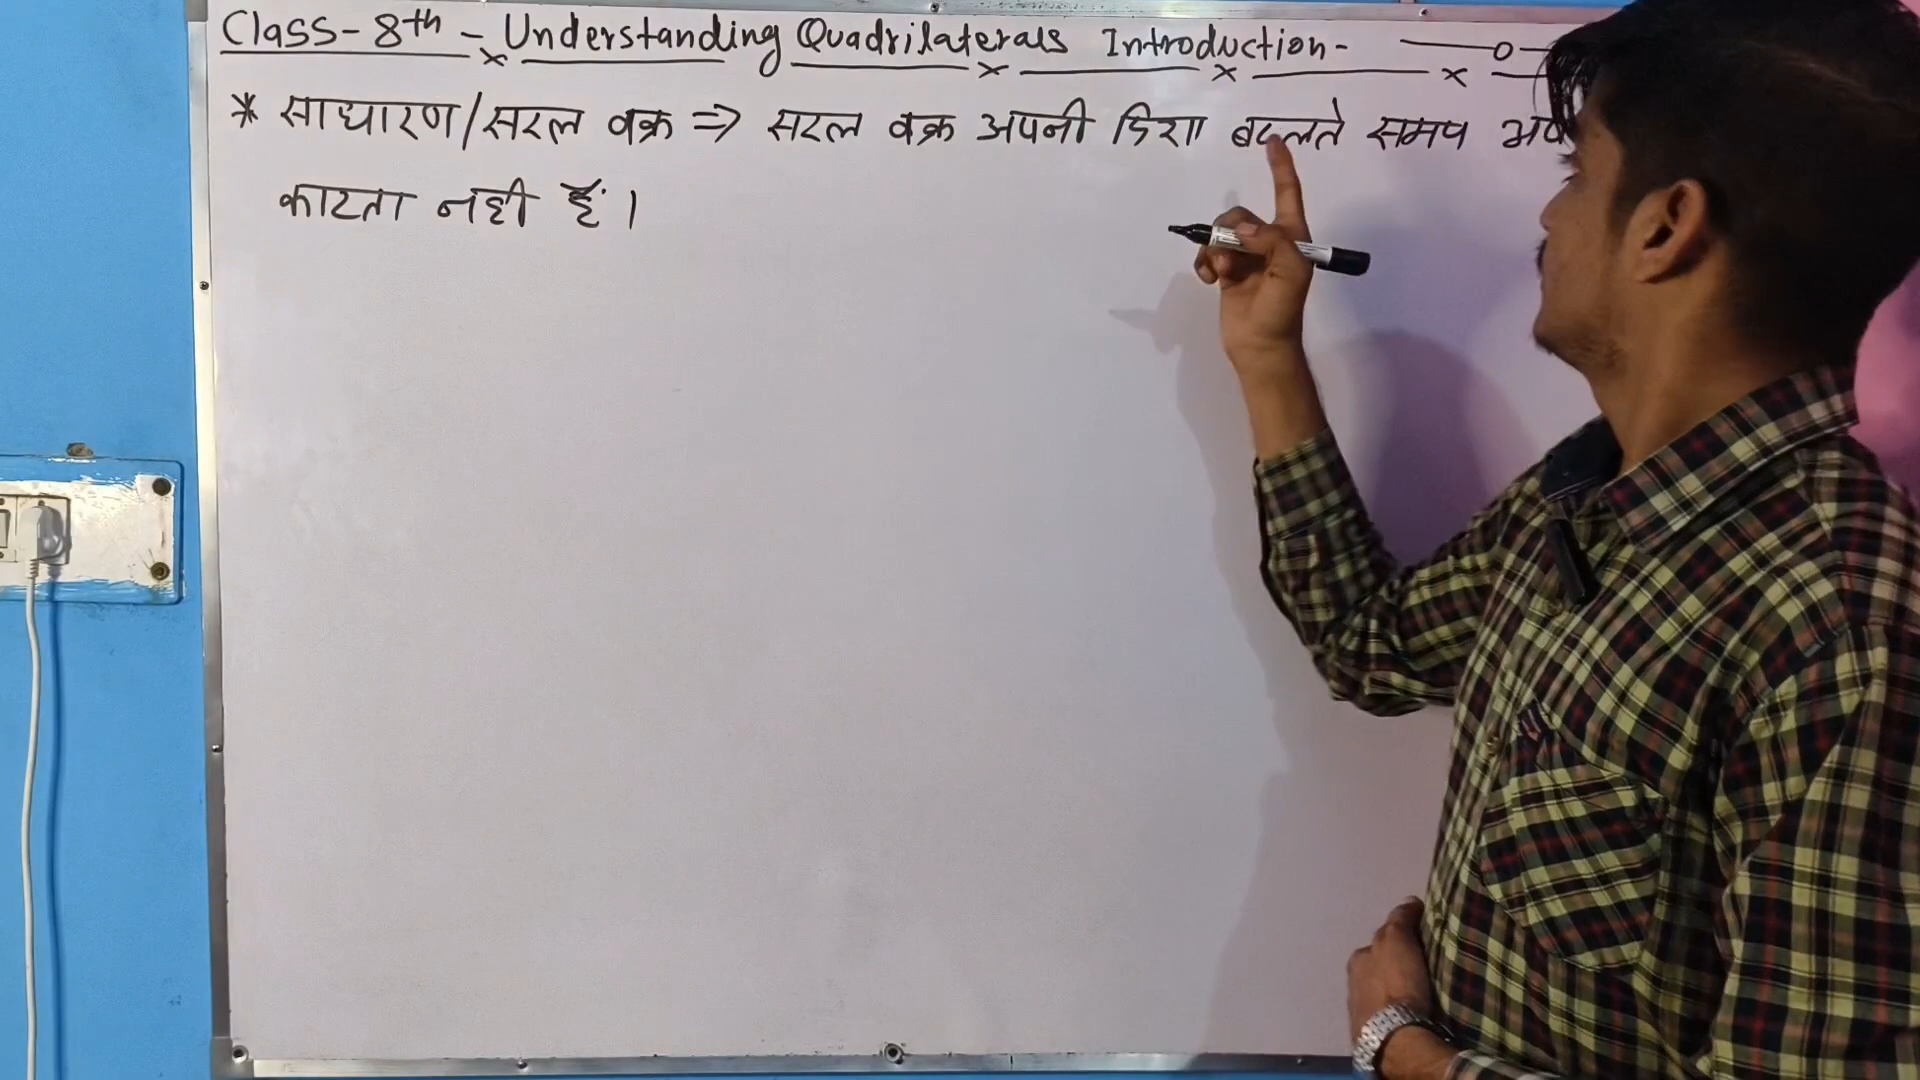 Class-8th - Understanding Quadrilaterals Introduction-
* साधारण/सरल वक्र ⇒ सरल वक्र अपनी दिशा बदलते समय
काटता नही हैं।